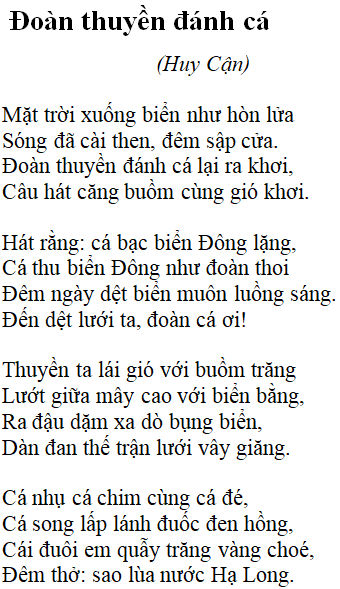 Đoàn thuyền đánh cá
(Huy Cận)
Mặt trời xuống biển như hòn lửa
Sóng đã cài then, đêm sập cửa.
Đoàn thuyền đánh cá lại ra khơi,
Câu hát căng buồm cùng gió khơi.
Hát rằng: cá bạc biển Đông lặng,
Cá thu biển Đông như đoàn thoi
Đêm ngày dệt biển muôn luồng sáng.
Đến dệt lưới ta, đoàn cá ơi!
Thuyền ta lái gió với buồm trăng
Lướt giữa mây cao với biển bằng,
Ra đậu dặm xa dò bụng biển,
Dàn đan thế trận lưới vây giăng.
Cá nhụ cá chim cùng cá đé,
Cá song lấp lánh đuốc đen hồng,
Cái đuôi em quẫy trăng vàng choé,
Đêm thở: sao lùa nước Hạ Long.